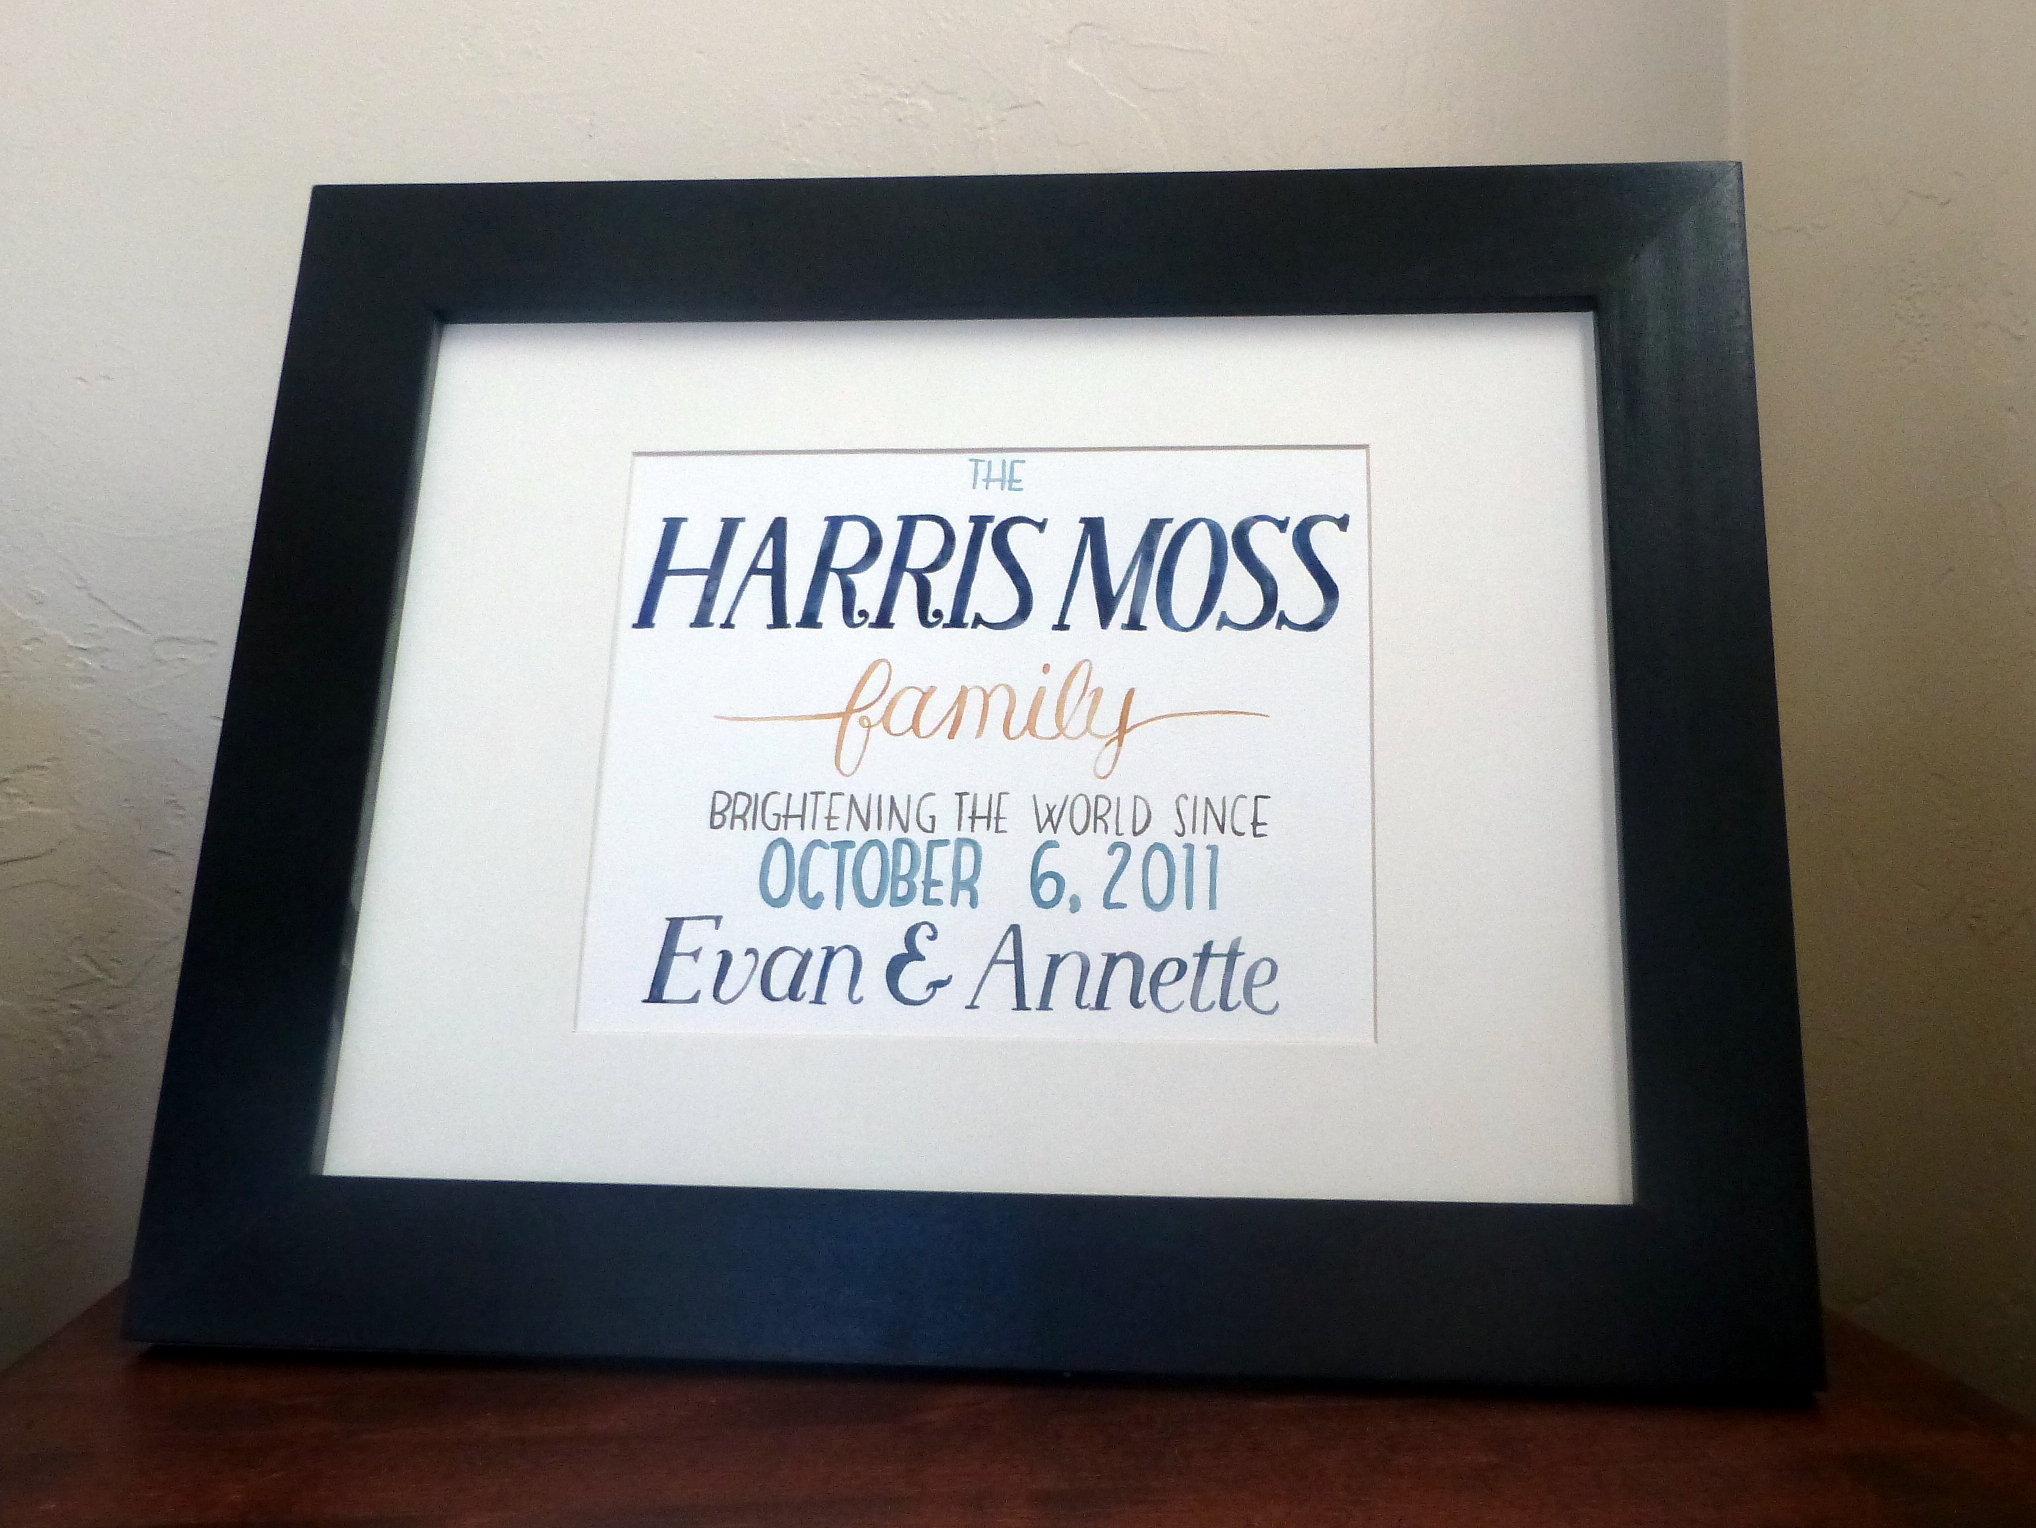 THE
HARRIS MOSS
family
BRIGHTENING THE WORLD SINCE
OCTOBER 6, 2011
Evan & Annette